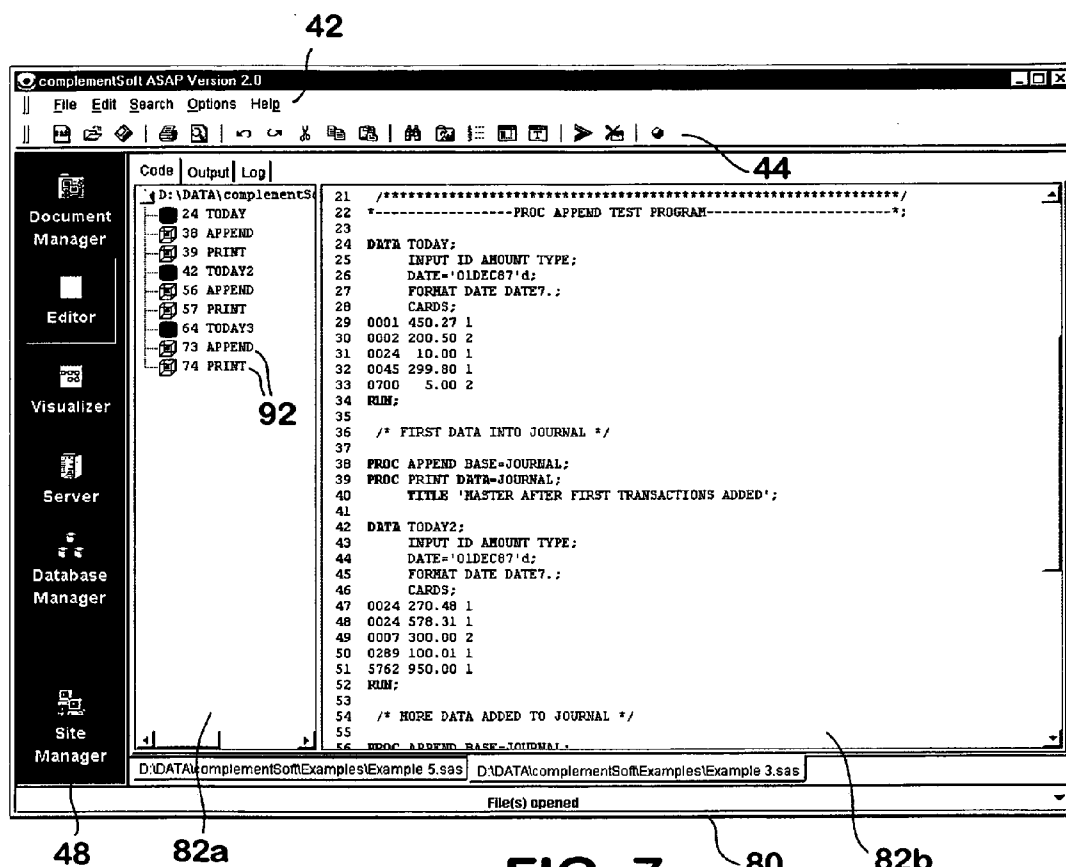 42
complementSoft ASAP Version 2.0
File Edit Search Options Help
44
Code Output Log
Document
Manager
Editor
Visualizer
Server
Database
Manager
Site
Manager
D:\DATA\complementSo
24 TODAY
38 APPEND
39 PRINT
42 TODAY2
56 APPEND
57 PRINT
64 TODAY3
73 APPEND
74 PRINT
92
21 /*************************************************************************/
22 *------------------PROC APPEND TEST PROGRAM------------------------*;
23
24 DATA TODAY;
25 INPUT ID AMOUNT TYPE;
26 DATE='01DEC87'd;
27 FORMAT DATE DATE7.;
28 CARDS;
29 0001 450.27 1
30 0002 200.50 2
31 0024 10.00 1
32 0045 299.80 1
33 0700 5.00 2
34 RUN;
35
36 /* FIRST DATA INTO JOURNAL */
37
38 PROC APPEND BASE=JOURNAL;
39 PROC PRINT DATA=JOURNAL;
40 TITLE 'MASTER AFTER FIRST TRANSACTIONS ADDED';
41
42 DATA TODAY2;
43 INPUT ID AMOUNT TYPE;
44 DATE='01DEC87'd;
45 FORMAT DATE DATE7.;
46 CARDS;
47 0024 270.48 1
48 0024 578.31 1
49 0007 300.00 2
50 0289 100.01 1
51 5762 950.00 1
52 RUN;
53
54 /* MORE DATA ADDED TO JOURNAL */
55
56 PROC APPEND BASE=JOURNAL;
D:\DATA\complementSoft\Examples\Example 5.sas D:\DATA\complementSoft\Examples\Example 3.sas
File(s) opened
48 82a FIG. 7 80 82b